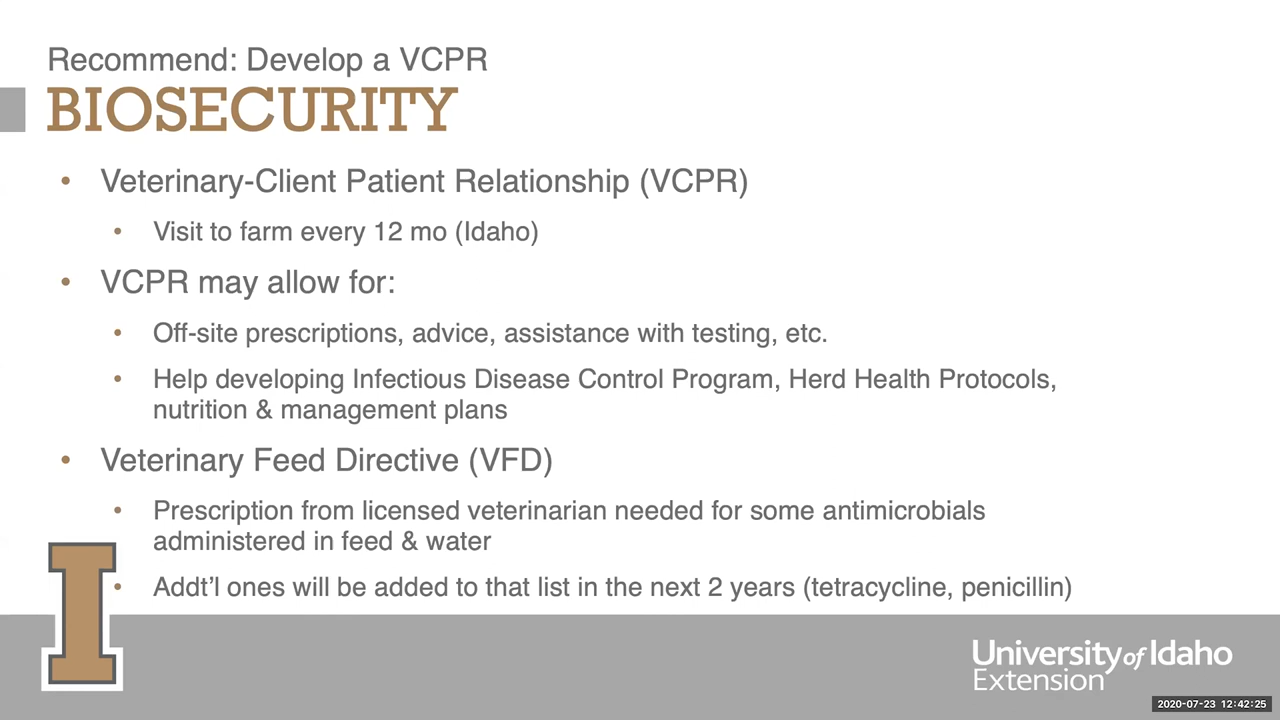 Recommend: Develop a VCPR
BIOSECURITY
• Veterinary-Client Patient Relationship (VCPR)
• Visit to farm every 12 mo (Idaho)
• VCPR may allow for:
• Off-site prescriptions, advice, assistance with testing, etc.
• Help developing Infectious Disease Control Program, Herd Health Protocols,
nutrition & management plans
• Veterinary Feed Directive (VFD)
• Prescription from licensed veterinarian needed for some antimicrobials
administered in feed & water
• Addt’l ones will be added to that list in the next 2 years (tetracycline, penicillin)
I
University of Idaho
Extension
2020-07-23 12:42:25